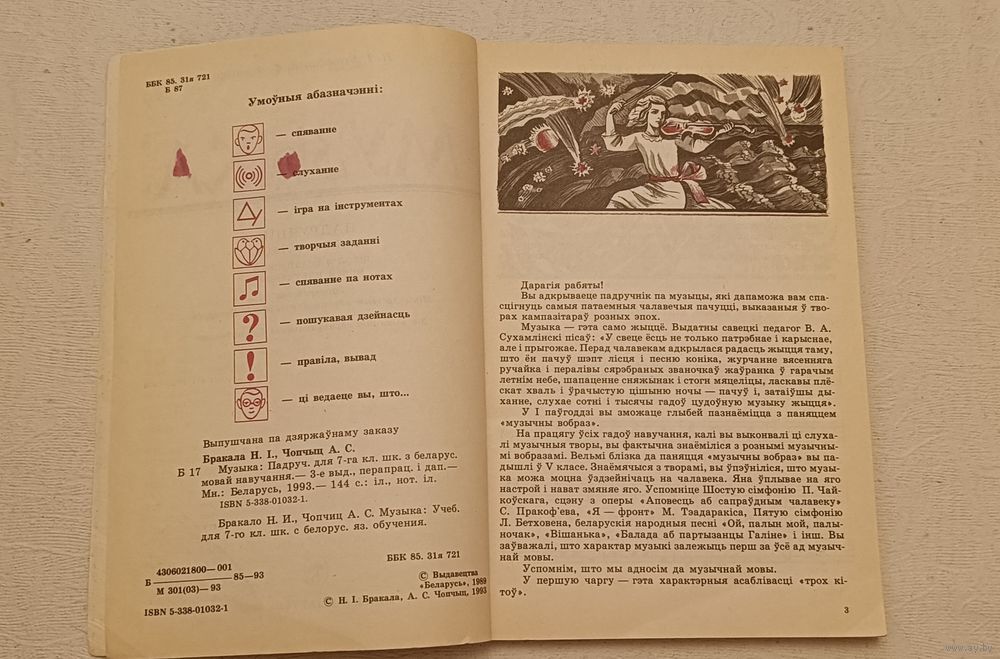 ББК 85. 31я 721
Б 87
Умоўныя абазначэнні:
— спяванне
— слуханне
— ігра на інструментах
— творчыя заданні
— спяванне па нотах
— пошукавая дзейнасць
— правіла, вывад
— ці ведаеце вы, што...
Выпушчана па дзяржаўнаму заказу
Бракала Н. І., Чопчыц А. С.
Б 17 Музыка: Падруч. для 7-га кл. шк. з беларус.
мовай навучання.— 3-е выд., перапрац. і дап.—
Мн.: Беларусь, 1993.— 144 с.: іл., нот. іл.
ISBN 5-338-01032-1.
Бракало Н. И., Чопчиц А. С. Музыка: Учеб.
для 7-го кл. шк. с белорус. яз. обучения.
4306021800—001
Б 85—93
М 301(03)—93
ББК 85. 31я 721
ISBN 5-338-01032-1
© Выдавецтва
«Беларусь», 1989
© Н. І. Бракала, А. С. Чопчыц, 1993
Дарагія рабяты!
Вы адкрываеце падручнік па музыцы, які дапаможа вам спа-
сцігнуць самыя патаемныя чалавечыя пачуцці, выказаныя ў тво-
рах кампазітараў розных эпох.
Музыка — гэта само жыццё. Выдатны савецкі педагог В. А.
Сухамлінскі пісаў: «У свеце ёсць не только патрэбнае і карыснае,
але і прыгожае. Перад чалавекам адкрылася радасць жыцця таму,
што ён пачуў шэпт лісця і песню коніка, журчанне вясенняга
ручайка і пералівы сярэбраных званочкаў жаўранка ў гарачым
летнім небе, шапаценне сняжынак і стогн мяцеліцы, ласкавы плё-
скат хваль і ўрачыстую цішыню ночы — пачуў і, затаіўшы ды-
ханне, слухае сотні і тысячы гадоў цудоўную музыку жыцця».
У І паўгоддзі вы зможаце глыбей пазнаёміцца з паняццем
«музычны вобраз».
На працягу ўсіх гадоў навучання, калі вы выконвалі ці слуха-
лі музычныя творы, вы фактычна знаёміліся з рознымі музычны-
мі вобразамі. Вельмі блізка да паняцця «музычны вобраз» вы па-
дышлі ў V класе. Знаёмячыся з творамі, вы ўпэўніліся, што музы-
ка можа моцна ўздзейнічаць на чалавека. Яна ўплывае на яго
настрой і нават змяняе яго. Успомніце Шостую сімфонію П. Чай-
коўскага, сцэну з оперы «Аповесць аб сапраўдным чалавеку»
С. Пракоф'ева, «Я — фронт» М. Тэадаракіса, Пятую сімфонію
Л. Бетховена, беларускія народныя песні «Ой, палын мой, палы-
ночак», «Вішанька», «Балада аб партызанцы Галіне» і інш. Вы
заўважалі, што характар музыкі залежыць перш за ўсё ад музыч-
най мовы.
Успомнім, што мы адносім да музычнай мовы.
У першую чаргу — гэта характэрныя асаблівасці «трох кі-
тоў».
3
www.ay.by